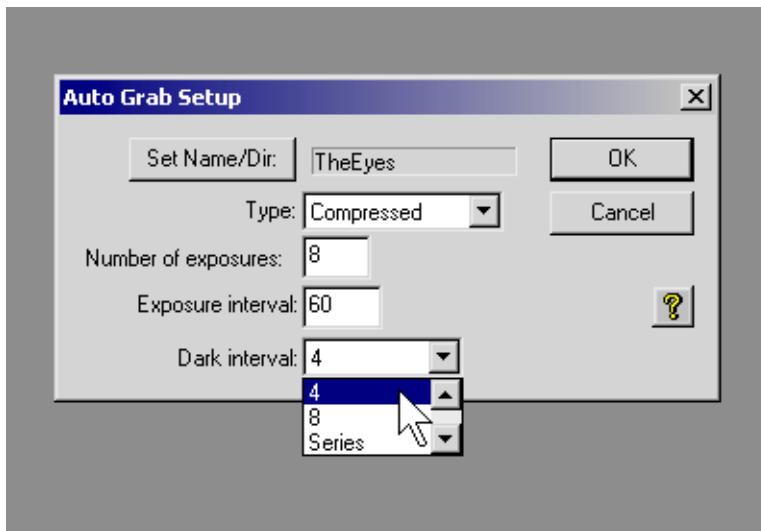 Auto Grab Setup
Set Name/Dir: TheEyes OK
Type: Compressed Cancel
Number of exposures: 8
Exposure interval: 60
?
Dark interval: 4
4
8
Series